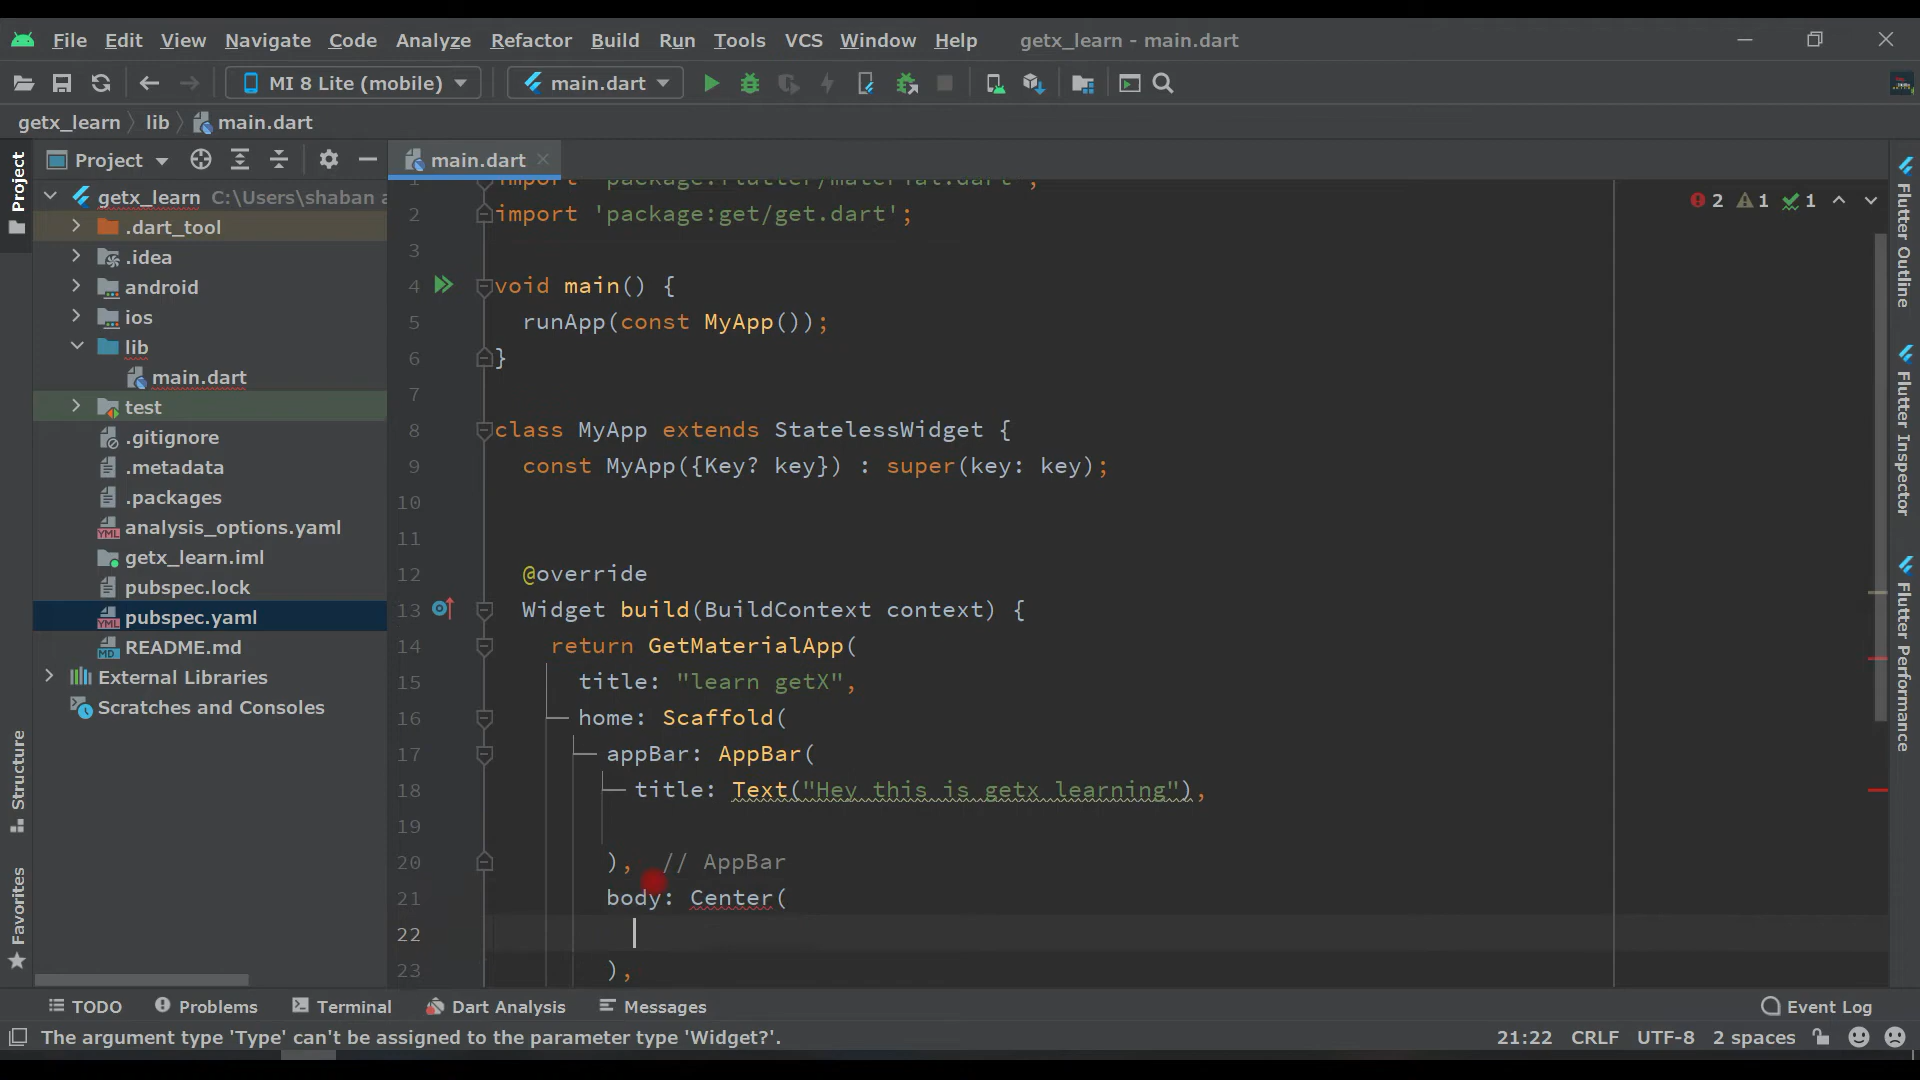 File Edit View Navigate Code Analyze Refactor Build Run Tools VCS Window Help getx_learn - main.dart
MI 8 Lite (mobile) main.dart
getx_learn lib main.dart
Project
main.dart
Project
getx_learn C:\Users\shaban a
.dart_tool
.idea
android
ios
lib
main.dart
test
.gitignore
.metadata
.packages
analysis_options.yaml
getx_learn.iml
pubspec.lock
pubspec.yaml
README.md
External Libraries
Scratches and Consoles
Structure
Favorites
1 import 'package:flutter/material.dart';
2 import 'package:get/get.dart';
3
4 void main() {
5 runApp(const MyApp());
6 }
7
8 class MyApp extends StatelessWidget {
9 const MyApp({Key? key}) : super(key: key);
10
11
12 @override
13 Widget build(BuildContext context) {
14 return GetMaterialApp(
15 title: "learn getX",
16 home: Scaffold(
17 appBar: AppBar(
18 title: Text("Hey this is getx learning"),
19
20 ), // AppBar
21 body: Center(
22
23 ),
2 1 1
Flutter Outline
Flutter Inspector
Flutter Performance
TODO Problems Terminal Dart Analysis Messages Event Log
The argument type 'Type' can't be assigned to the parameter type 'Widget?'. 21:22 CRLF UTF-8 2 spaces